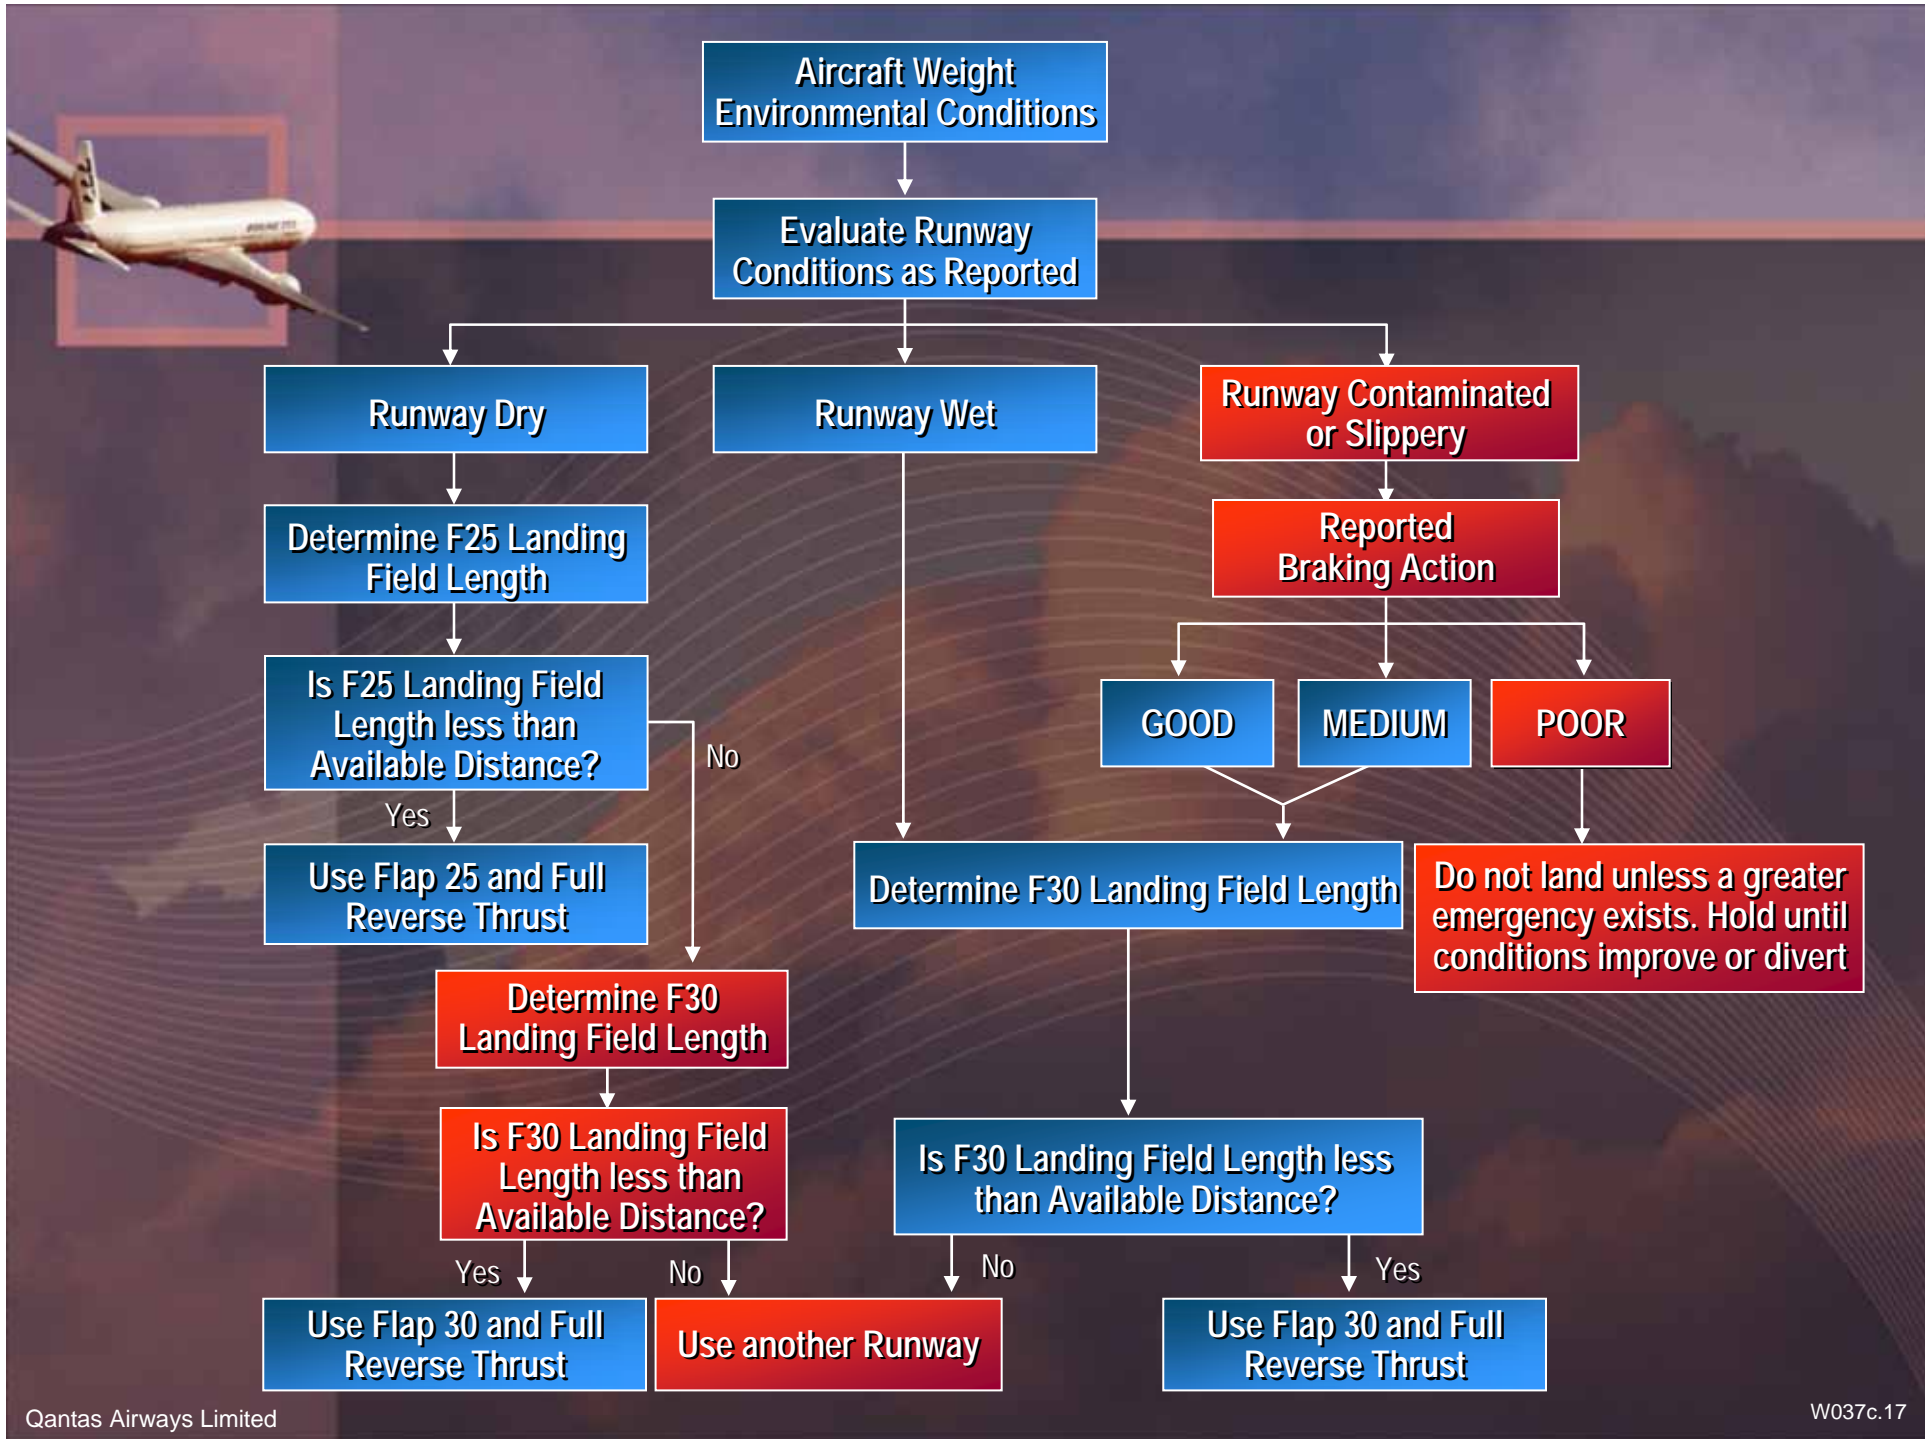 Aircraft Weight
Environmental Conditions
Evaluate Runway
Conditions as Reported
Runway Dry
Runway Wet
Runway Contaminated
or Slippery
Determine F25 Landing
Field Length
Reported
Braking Action
Is F25 Landing Field
Length less than
Available Distance?
No
Yes
GOOD
MEDIUM
POOR
Use Flap 25 and Full
Reverse Thrust
Determine F30 Landing Field Length
Do not land unless a greater
emergency exists. Hold until
conditions improve or divert
Determine F30
Landing Field Length
Is F30 Landing Field
Length less than
Available Distance?
Is F30 Landing Field Length less
than Available Distance?
Yes
No
No
Yes
Use Flap 30 and Full
Reverse Thrust
Use another Runway
Use Flap 30 and Full
Reverse Thrust
Qantas Airways Limited
W037c.17